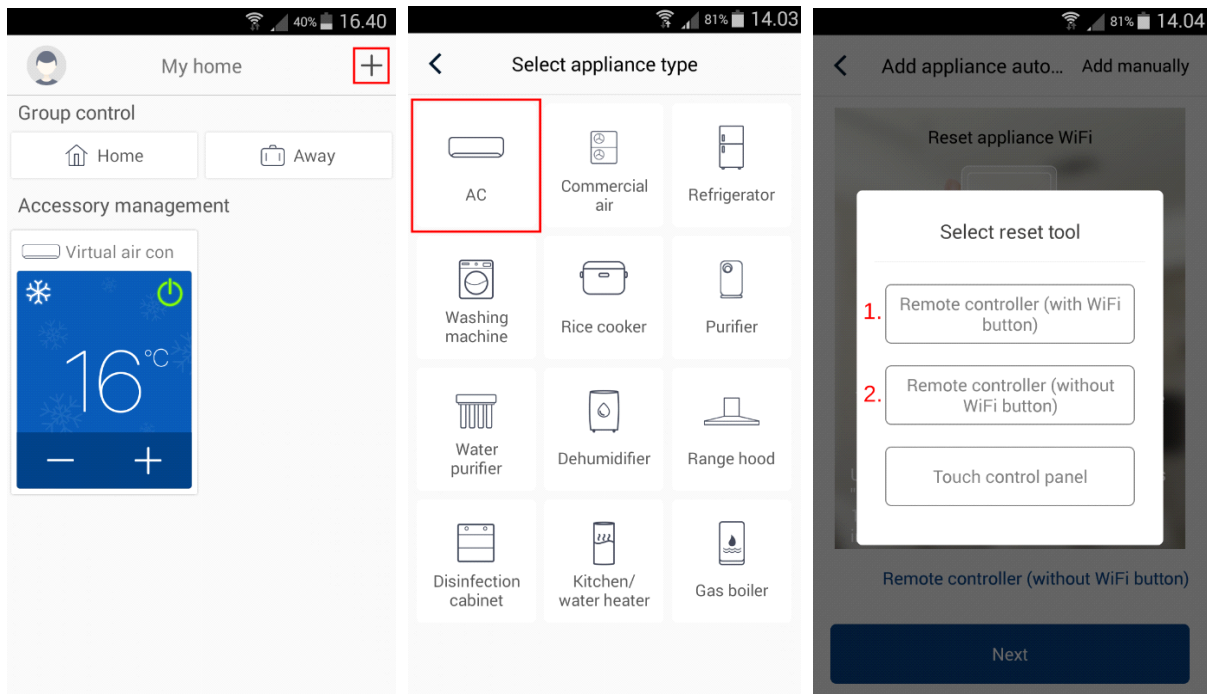 40% 16.40
My home
Group control
Home
Away
Accessory management
Virtual air con
16°C
81% 14.03
Select appliance type
AC
Commercial
air
Refrigerator
Washing
machine
Rice cooker
Purifier
Water
purifier
Dehumidifier
Range hood
Disinfection
cabinet
Kitchen/
water heater
Gas boiler
81% 14.04
Add appliance auto... Add manually
Reset appliance WiFi
Select reset tool
1.
Remote controller (with WiFi
button)
2.
Remote controller (without
WiFi button)
Touch control panel
Remote controller (without WiFi button)
Next